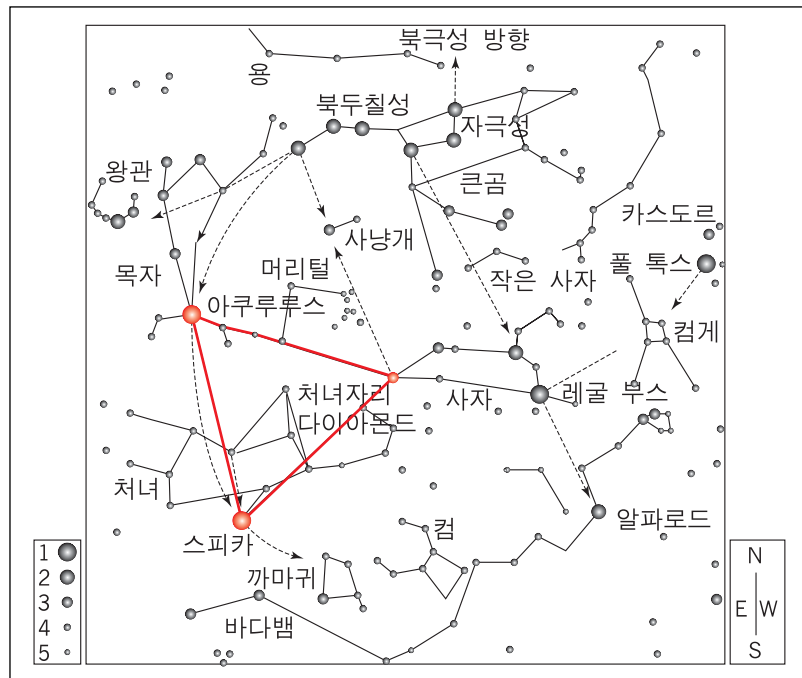 북극성 방향
용
북두칠성
자극성
왕관
큰곰
카스도르
사냥개
목자
머리털
작은 사자
풀 톡스
아쿠루루스
컴게
처녀자리
다이아몬드
사자
레굴 부스
처녀
스피카
컴
알파로드
까마귀
바다뱀
1
2
3
4
5
N
E W
S